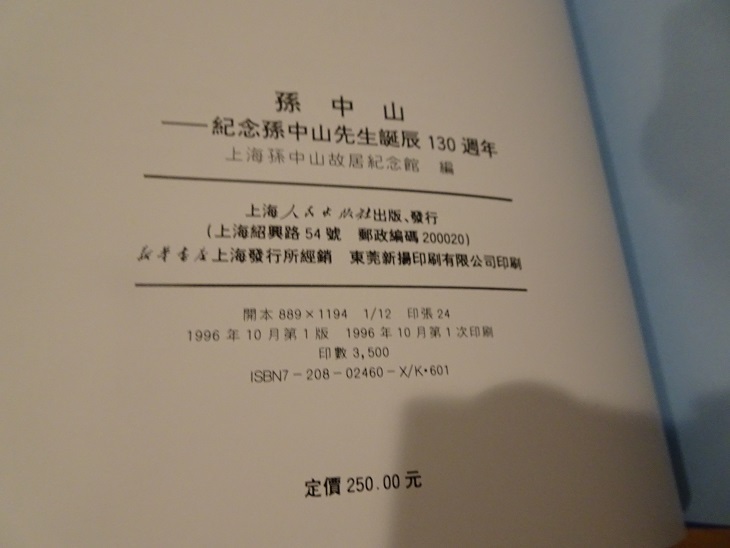 孫中山
——紀念孫中山先生誕辰 130 週年
上海孫中山故居紀念館 編
上海人民出版社出版、發行
(上海紹興路 54 號 郵政編碼 200020)
新華書店上海發行所經銷 東莞新揚印刷有限公司印刷
開本 889×1194 1/12 印張 24
1996 年 10 月第 1 版 1996 年 10 月第 1 次印刷
印數 3,500
ISBN7-208-02460-X/K·601
定價 250.00 元